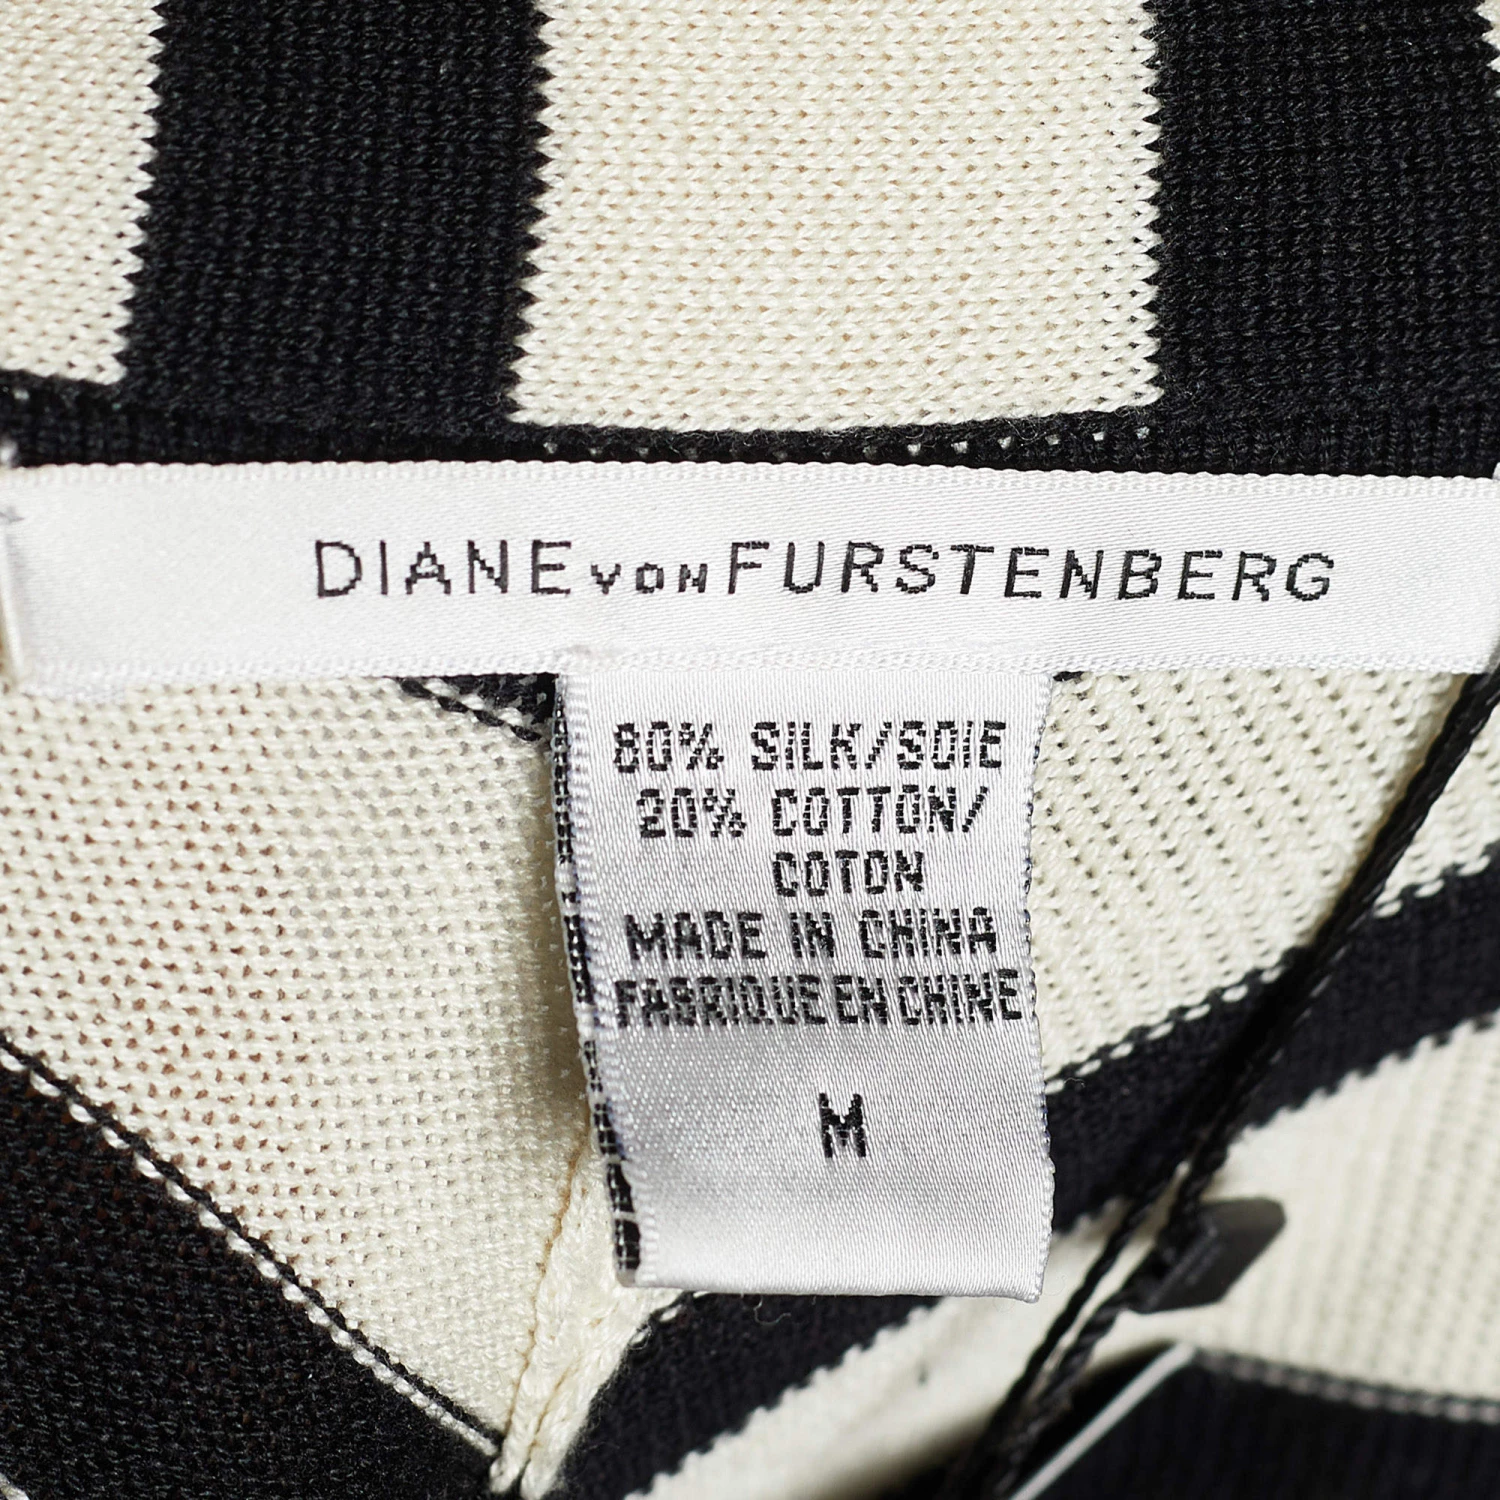 DIANE von FURSTENBERG
80% SILK/SOIE
20% COTTON/
COTON
MADE IN CHINA
FABRIQUE EN CHINE
M